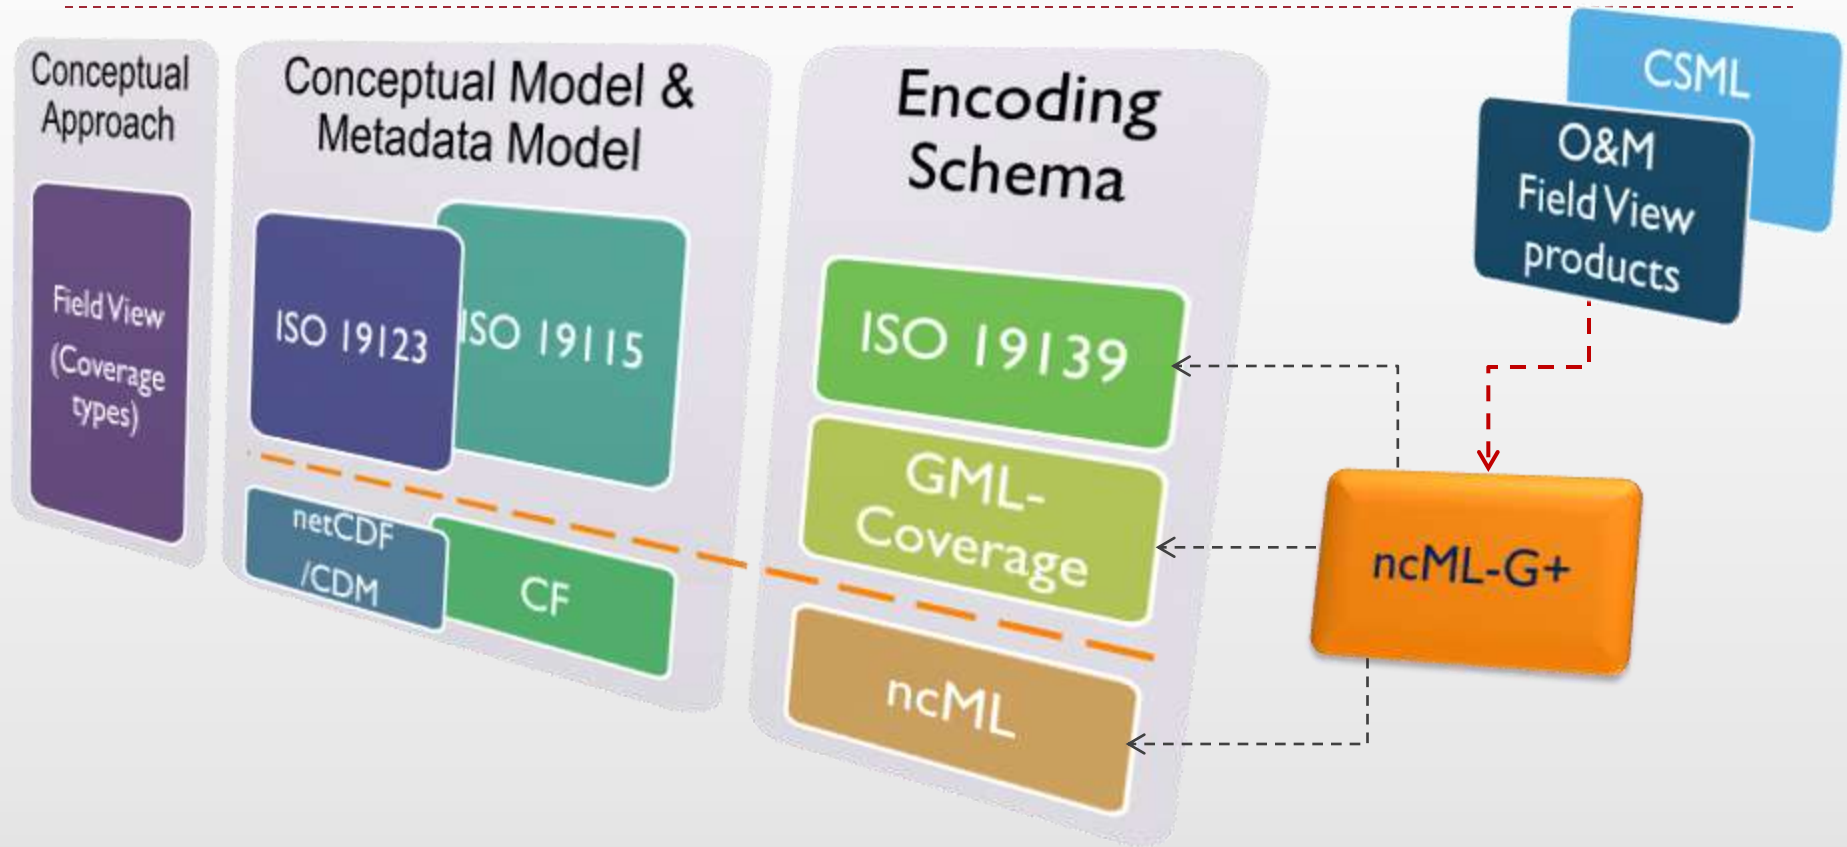 Conceptual
Approach
Field View
(Coverage
types)
Conceptual Model &
Metadata Model
ISO 19123
ISO 19115
netCDF
/CDM
CF
Encoding
Schema
ISO 19139
GML-
Coverage
ncML
CSML
O&M
Field View
products
ncML-G+